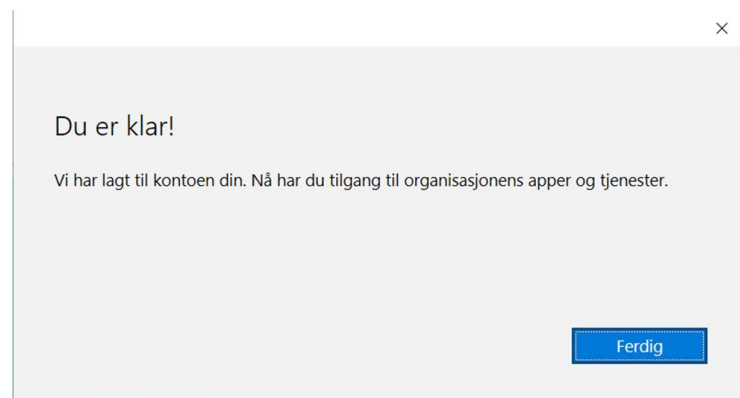 Du er klar!
Vi har lagt til kontoen din. Nå har du tilgang til organisasjonens apper og tjenester.
Ferdig